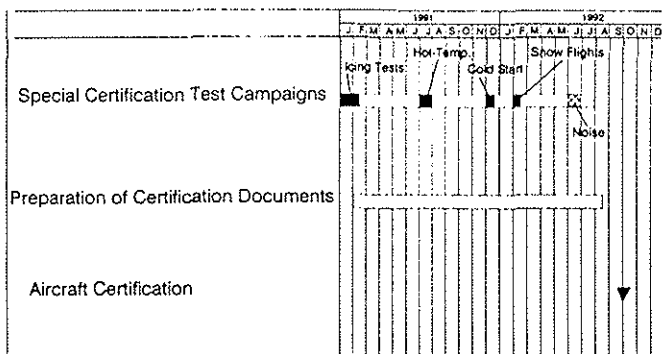 1991 1992
J F M A M J J A S O N D J F M A M J J A S O N D
Hot Temp. Show Flights
Icing Tests Cold Start
Special Certification Test Campaigns
Noise
Preparation of Certification Documents
Aircraft Certification